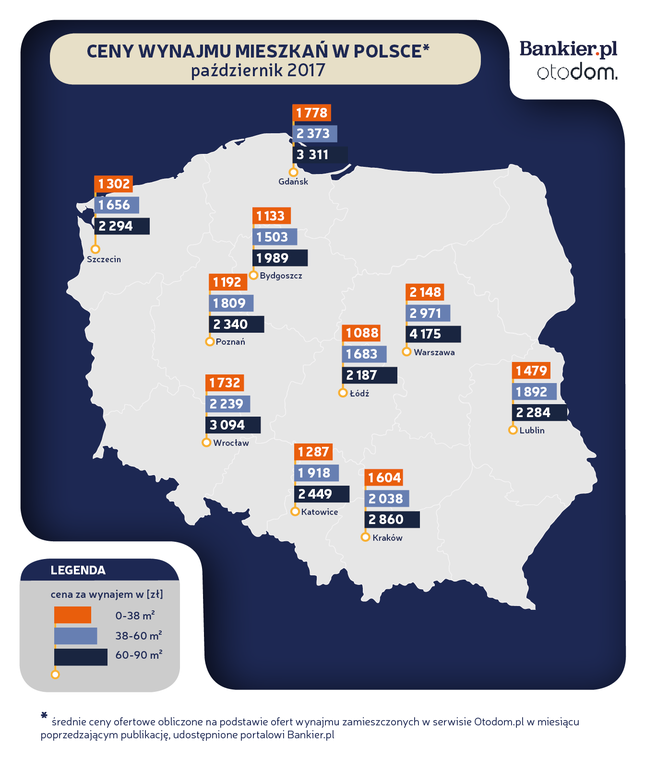 CENY WYNAJMU MIESZKAŃ W POLSCE*
październik 2017
Bankier.pl
otodom.
1 778
2 373
3 311
Gdańsk
1 302
1 656
2 294
Szczecin
1 133
1 503
1 989
Bydgoszcz
1 192
1 809
2 340
Poznań
2 148
2 971
4 175
Warszawa
1 088
1 683
2 187
Łódź
1 479
1 892
2 284
Lublin
1 732
2 239
3 094
Wrocław
1 287
1 918
2 449
Katowice
1 604
2 038
2 860
Kraków
LEGENDA
cena za wynajem w [zł]
0-38 m²
38-60 m²
60-90 m²
* średnie ceny ofertowe obliczone na podstawie ofert wynajmu zamieszczonych w serwisie Otodom.pl w miesiącu
poprzedzającym publikację, udostępnione portalowi Bankier.pl